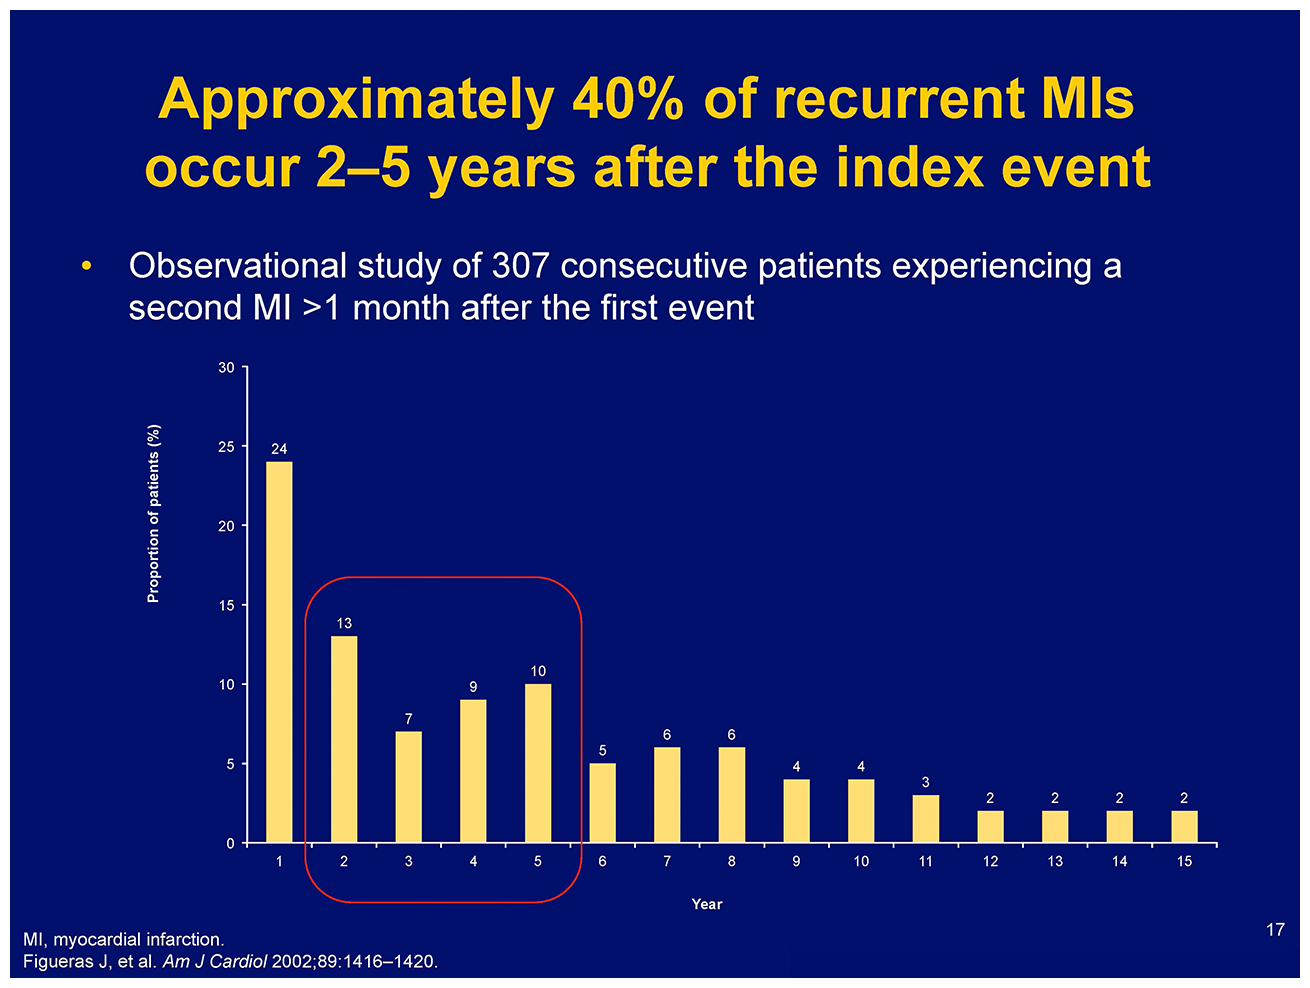 Approximately 40% of recurrent MIs
occur 2–5 years after the index event
• Observational study of 307 consecutive patients experiencing a
second MI >1 month after the first event
Proportion of patients (%)
30
25
20
15
10
5
0
24
13
7
9
10
5
6
6
4
4
3
2
2
2
2
1 2 3 4 5 6 7 8 9 10 11 12 13 14 15
Year
17
MI, myocardial infarction.
Figueras J, et al. Am J Cardiol 2002;89:1416–1420.